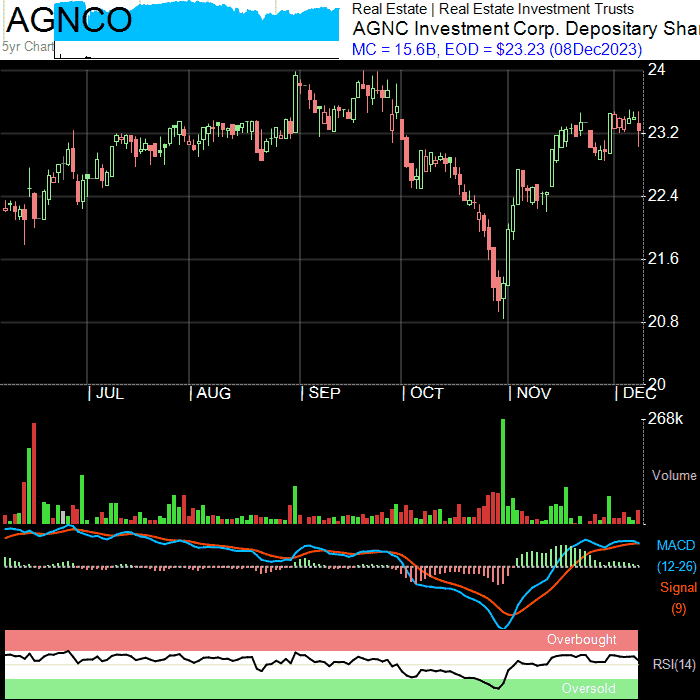 AGNCO
5yr Chart
Real Estate | Real Estate Investment Trusts
AGNC Investment Corp. Depositary Shar
MC = 15.6B, EOD = $23.23 (08Dec2023)
24
23.2
22.4
21.6
20.8
20
| JUL
| AUG
| SEP
| OCT
| NOV
| DEC
268k
Volume
MACD
(12-26)
Signal
(9)
Overbought
RSI(14)
Oversold